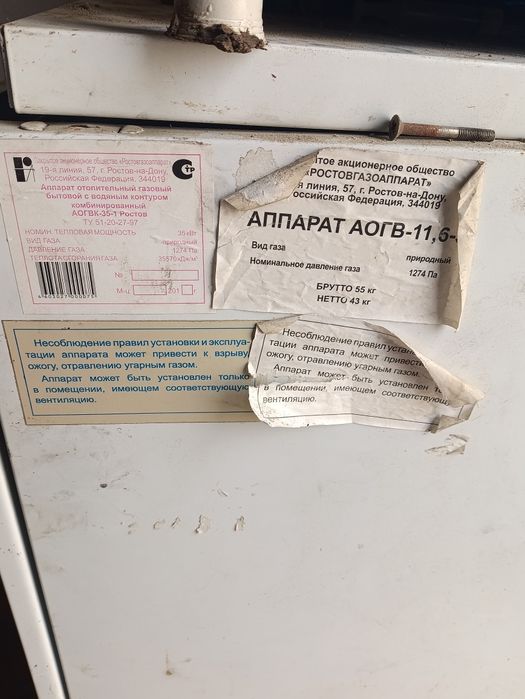 Закрытое акционерное общество «Ростовгазоаппарат»
19-я линия, 57, г. Ростов-на-Дону,
Российская Федерация, 344019
Аппарат отопительный газовый
бытовой с водяным контуром
комбинированный
АОГВК-35-1 Ростов
ТУ 51-20-27-97
НОМИН. ТЕПЛОВАЯ МОЩНОСТЬ 35 кВт
ВИД ГАЗА природный
ДАВЛЕНИЕ ГАЗА 1274 Па
ТЕПЛОТА СГОРАНИЯ ГАЗА 35570кДж/м³
№
М-ц 201 г
тое акционерное общество
РОСТОВГАЗОАППАРАТ»
линия, 57, г. Ростов-на-Дону,
оссийская Федерация, 344019
АППАРАТ АОГВ-11,6-
Вид газа природный
Номинальное давление газа 1274 Па
БРУТТО 55 кг
НЕТТО 43 кг
Несоблюдение правил установки и эксплуа-
тации аппарата может привести к взрыву
ожогу, отравлению угарным газом.
Аппарат может быть установлен только
в помещении, имеющем соответствующую
вентиляцию.
Несоблюдение правил устано
тации аппарата может привести
ожогу, отравлению угарным газом.
Аппарат может быть установлен то
в помещении, имеющем соответствующ
вентиляцию.